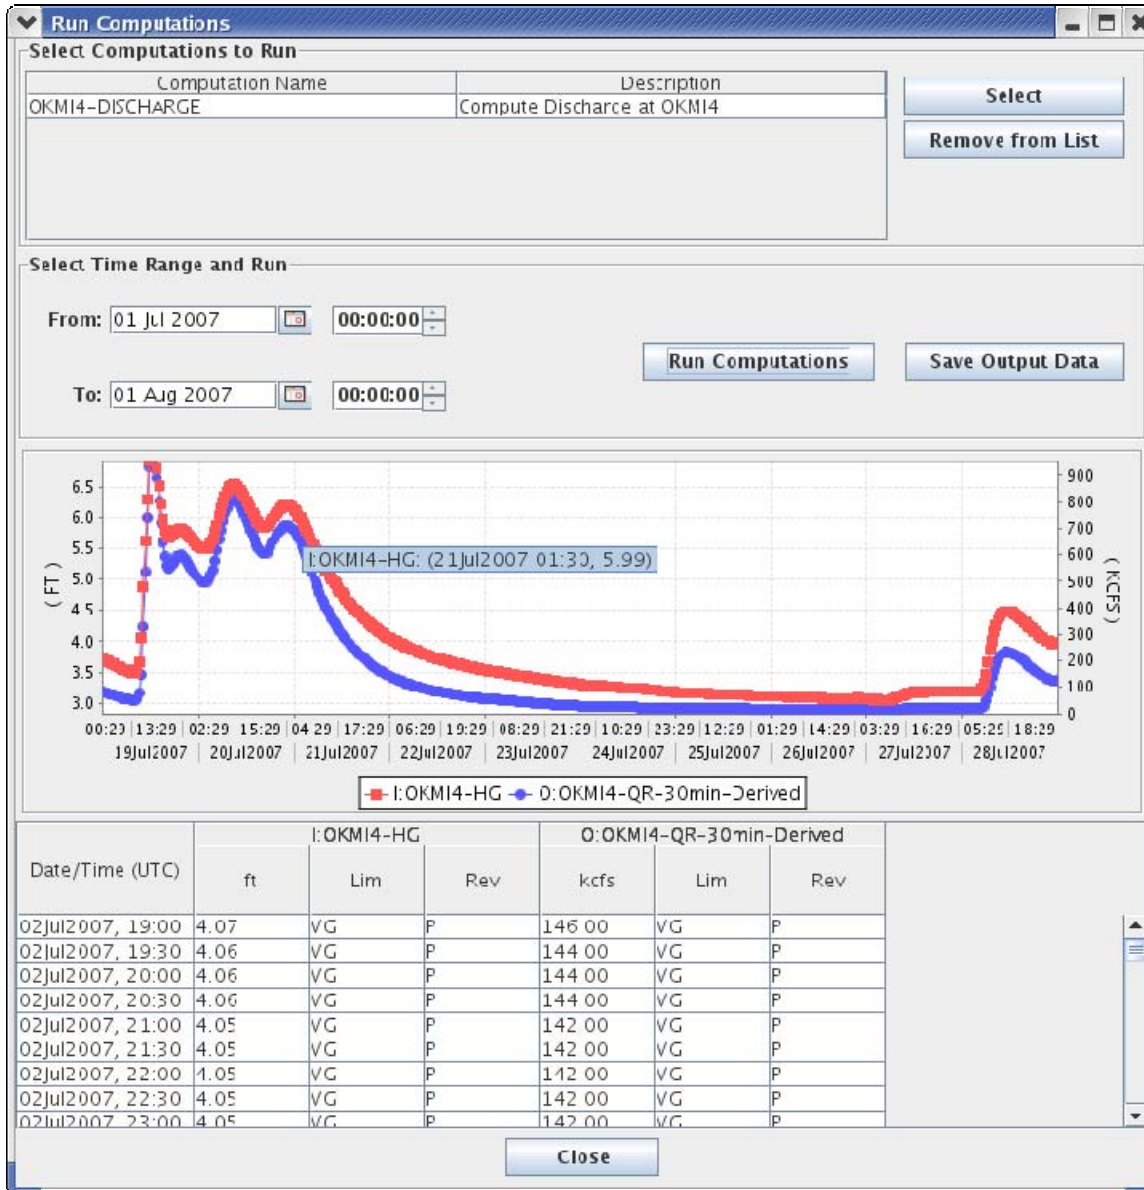 Run Computations
Select Computations to Run
Computation Name Description
OKMI4-DISCHARGE Compute Discharge at OKMI4
Select
Remove from List
Select Time Range and Run
From: 01 Jul 2007 00:00:00
To: 01 Aug 2007 00:00:00
Run Computations Save Output Data
6.5
6.0
5.5
5.0
4.5
4.0
3.5
3.0
( FT )
I:OKMI4-HG: (21Jul2007 01:30, 5.99)
900
800
700
600
500
400
300
200
100
0
( KCFS )
00:29 13:29 02:29 15:29 04:29 17:29 06:29 19:29 08:29 21:29 10:29 23:29 12:29 01:29 14:29 03:29 16:29 05:29 18:29
19Jul2007 20Jul2007 21Jul2007 22Jul2007 23Jul2007 24Jul2007 25Jul2007 26Jul2007 27Jul2007 28Jul2007
I:OKMI4-HG O:OKMI4-QR-30min-Derived
I:OKMI4-HG O:OKMI4-QR-30min-Derived
Date/Time (UTC) ft Lim Rev kcfs Lim Rev
02Jul2007, 19:00 4.07 VG P 146.00 VG P
02Jul2007, 19:30 4.06 VG P 144.00 VG P
02Jul2007, 20:00 4.06 VG P 144.00 VG P
02Jul2007, 20:30 4.06 VG P 144.00 VG P
02Jul2007, 21:00 4.05 VG P 142.00 VG P
02Jul2007, 21:30 4.05 VG P 142.00 VG P
02Jul2007, 22:00 4.05 VG P 142.00 VG P
02Jul2007, 22:30 4.05 VG P 142.00 VG P
02Jul2007, 23:00 4.05 VG P 142.00 VG P
Close